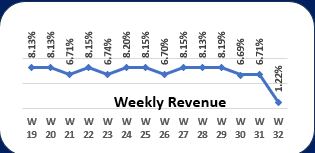 8.13% 8.13% 6.71% 8.15% 6.74% 8.20% 8.15% 6.70% 8.15% 8.13% 8.19% 6.69% 6.71% 1.22%
Weekly Revenue
W W W W W W W W W W W W W W
19 20 21 22 23 24 25 26 27 28 29 30 31 32